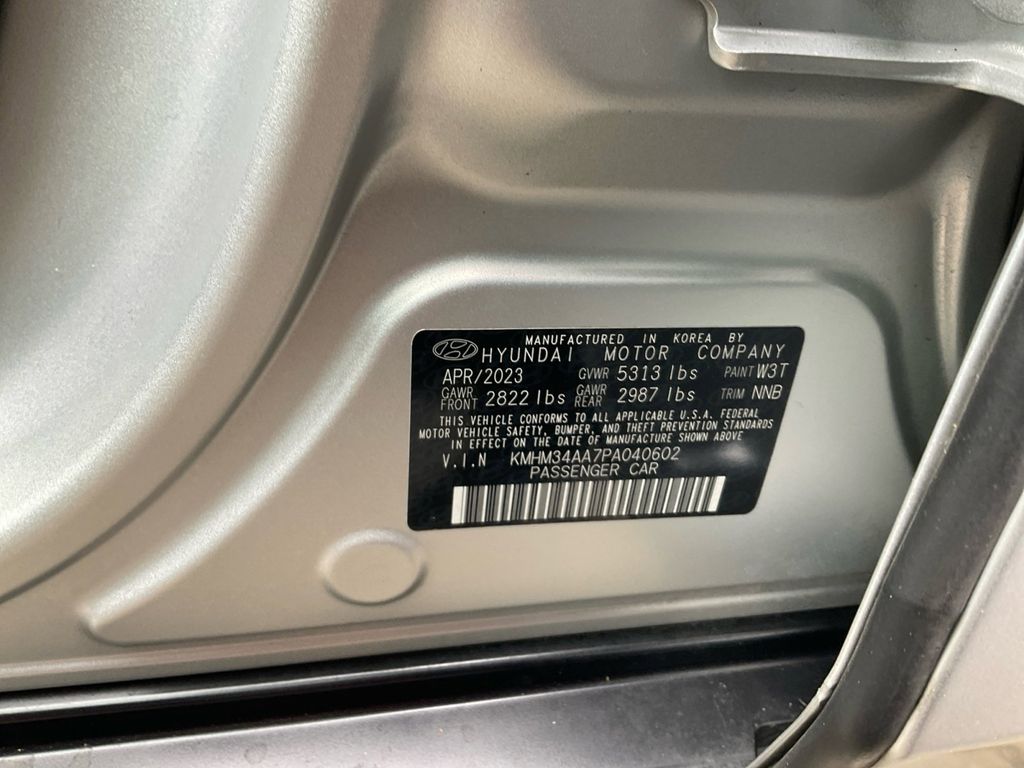 MANUFACTURED IN KOREA BY
HYUNDAI MOTOR COMPANY
APR/2023 GVWR 5313 lbs PAINT W3T
GAWR FRONT 2822 lbs GAWR REAR 2987 lbs TRIM NNB
THIS VEHICLE CONFORMS TO ALL APPLICABLE U.S.A. FEDERAL
MOTOR VEHICLE SAFETY, BUMPER, AND THEFT PREVENTION STANDARDS
IN EFFECT ON THE DATE OF MANUFACTURE SHOWN ABOVE
V.I.N KMHM34AA7PA040602
PASSENGER CAR